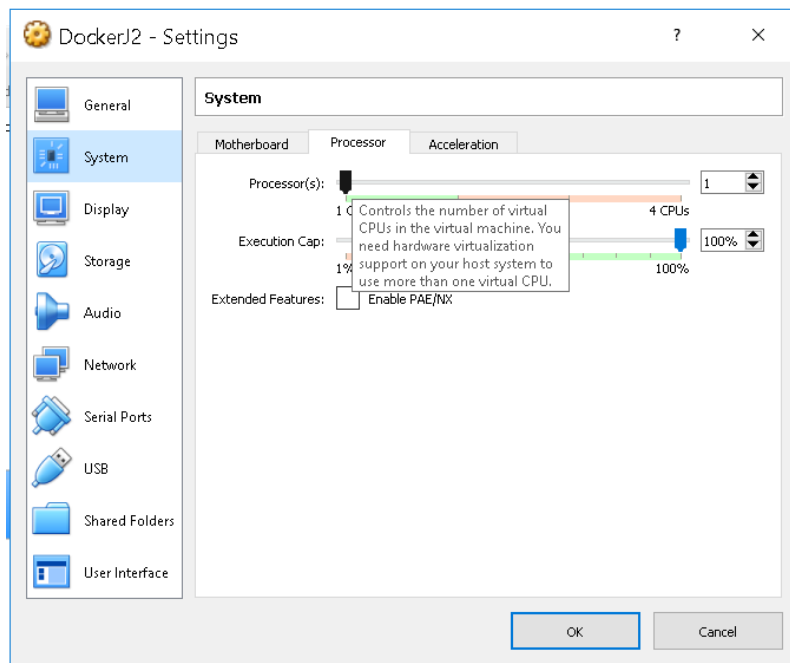 DockerJ2 - Settings
?
General
System
Display
Storage
Audio
Network
Serial Ports
USB
Shared Folders
User Interface
System
Motherboard
Processor
Acceleration
Processor(s):
1
1 C
4 CPUs
Controls the number of virtual
CPUs in the virtual machine. You
need hardware virtualization
support on your host system to
use more than one virtual CPU.
Execution Cap:
100%
1%
100%
Extended Features:
Enable PAE/NX
OK
Cancel